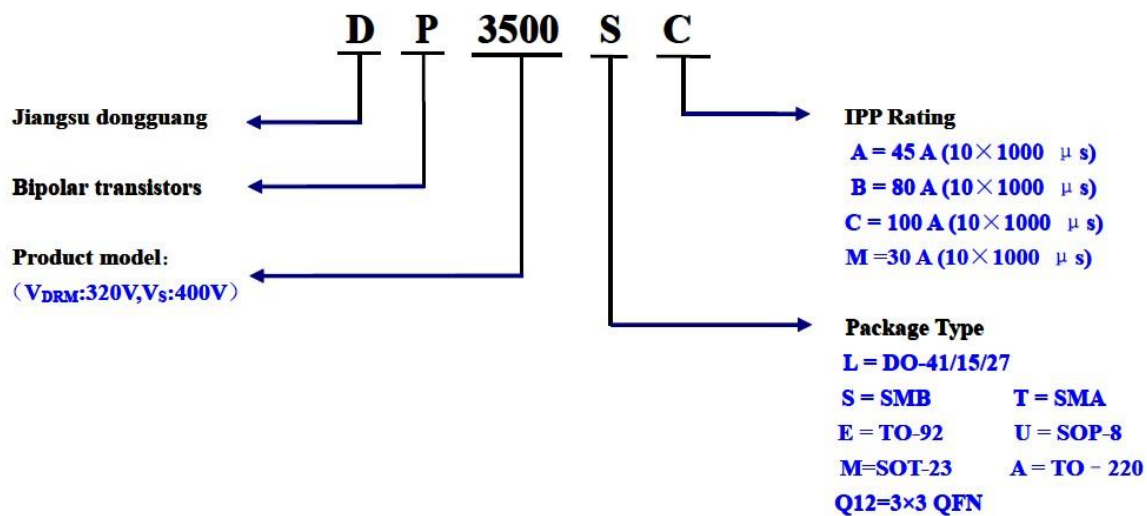 D P 3500 S C
Jiangsu dongguang
Bipolar transistors
Product model：
（VDRM:320V,VS:400V）
IPP Rating
A = 45 A (10×1000 μ s)
B = 80 A (10×1000 μ s)
C = 100 A (10×1000 μ s)
M =30 A (10×1000 μ s)
Package Type
L = DO-41/15/27
S = SMB T = SMA
E = TO-92 U = SOP-8
M=SOT-23 A = TO - 220
Q12=3×3 QFN